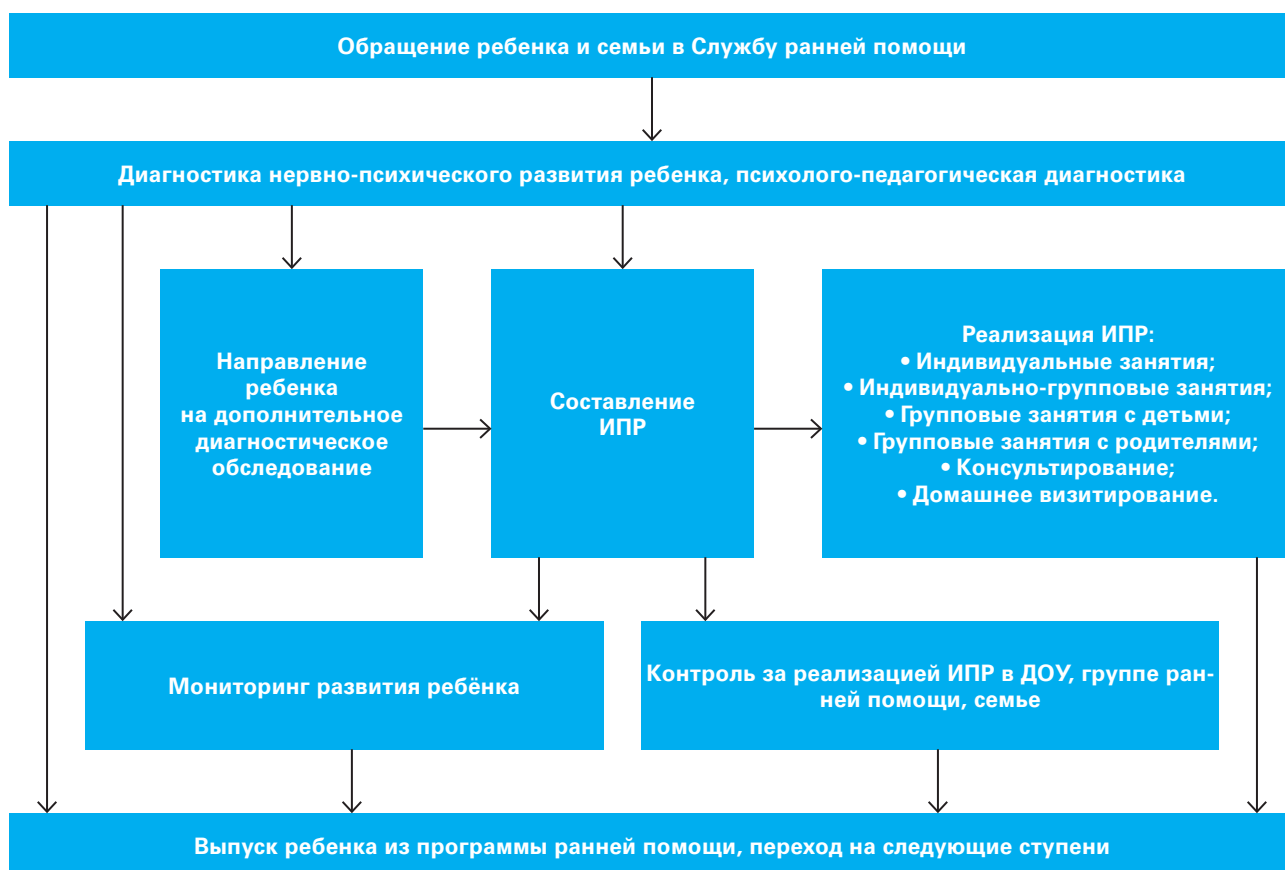 Обращение ребенка и семьи в Службу ранней помощи
Диагностика нервно-психического развития ребенка, психолого-педагогическая диагностика
Направление
ребенка
на дополнительное
диагностическое
обследование
Составление
ИПР
Реализация ИПР:
• Индивидуальные занятия;
• Индивидуально-групповые занятия;
• Групповые занятия с детьми;
• Групповые занятия с родителями;
• Консультирование;
• Домашнее визитирование.
Мониторинг развития ребёнка
Контроль за реализацией ИПР в ДОУ, группе ран-
ней помощи, семье
Выпуск ребенка из программы ранней помощи, переход на следующие ступени